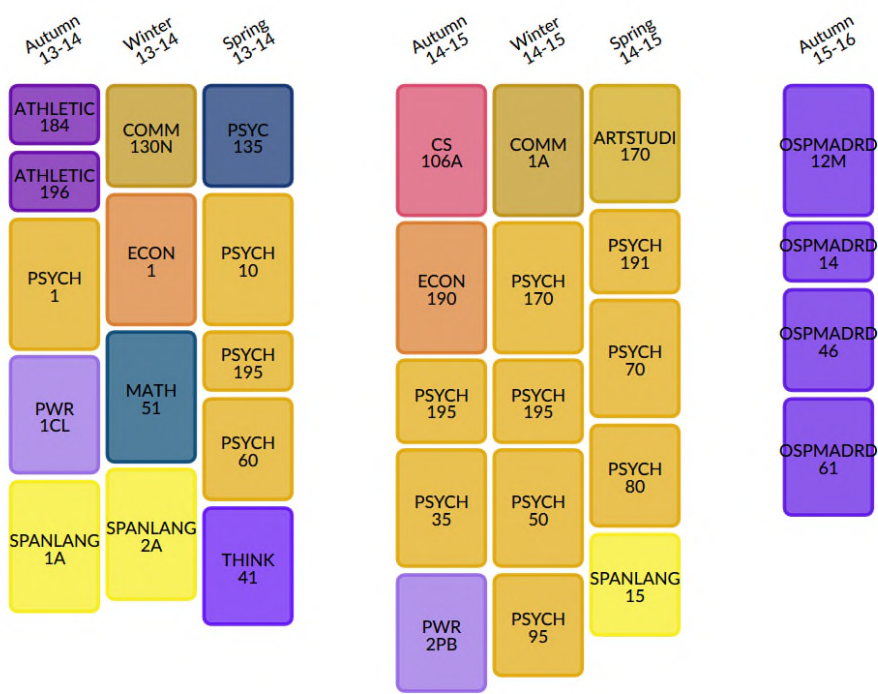 Autumn
13-14
Winter
13-14
Spring
13-14
Autumn
14-15
Winter
14-15
Spring
14-15
Autumn
15-16
ATHLETIC
184
ATHLETIC
196
PSYCH
1
PWR
1CL
SPANLANG
1A
COMM
130N
ECON
1
MATH
51
SPANLANG
2A
PSYC
135
PSYCH
10
PSYCH
195
PSYCH
60
THINK
41
CS
106A
ECON
190
PSYCH
195
PSYCH
35
PWR
2PB
COMM
1A
PSYCH
170
PSYCH
195
PSYCH
50
PSYCH
95
ARTSTUDI
170
PSYCH
191
PSYCH
70
PSYCH
80
SPANLANG
15
OSPMADRD
12M
OSPMADRD
14
OSPMADRD
46
OSPMADRD
61